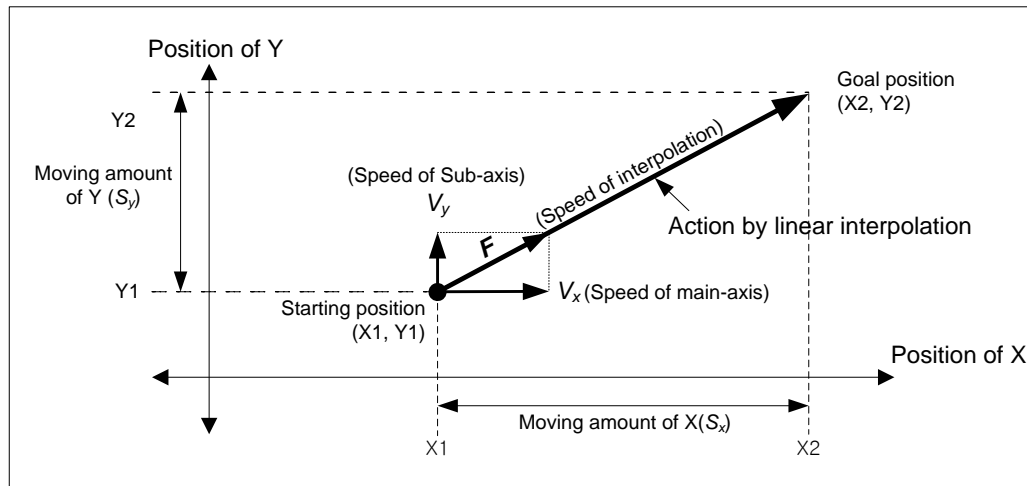 Position of Y
Goal position
(X2, Y2)
Y2
Moving amount
of Y (Sy)
(Speed of Sub-axis)
Vy
(Speed of interpolation)
Action by linear interpolation
F
Y1
Vx (Speed of main-axis)
Starting position
(X1, Y1)
Position of X
Moving amount of X(Sx)
X1
X2